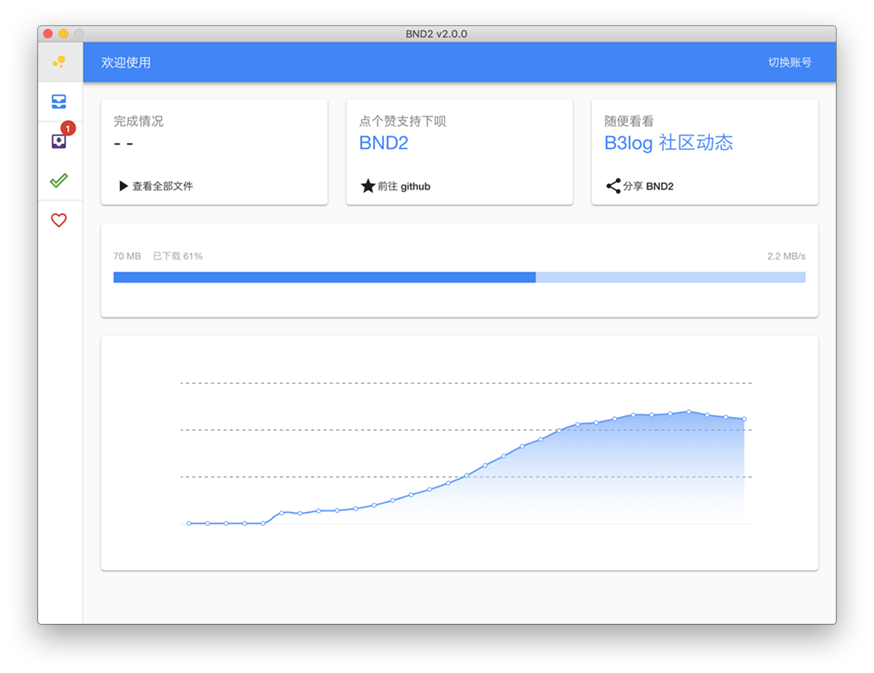 BND2 v2.0.0
欢迎使用
切换账号
1
完成情况
- -
▶ 查看全部文件
点个赞支持下呗
BND2
前往 github
随便看看
B3log 社区动态
分享 BND2
70 MB 已下载 61%
2.2 MB/s